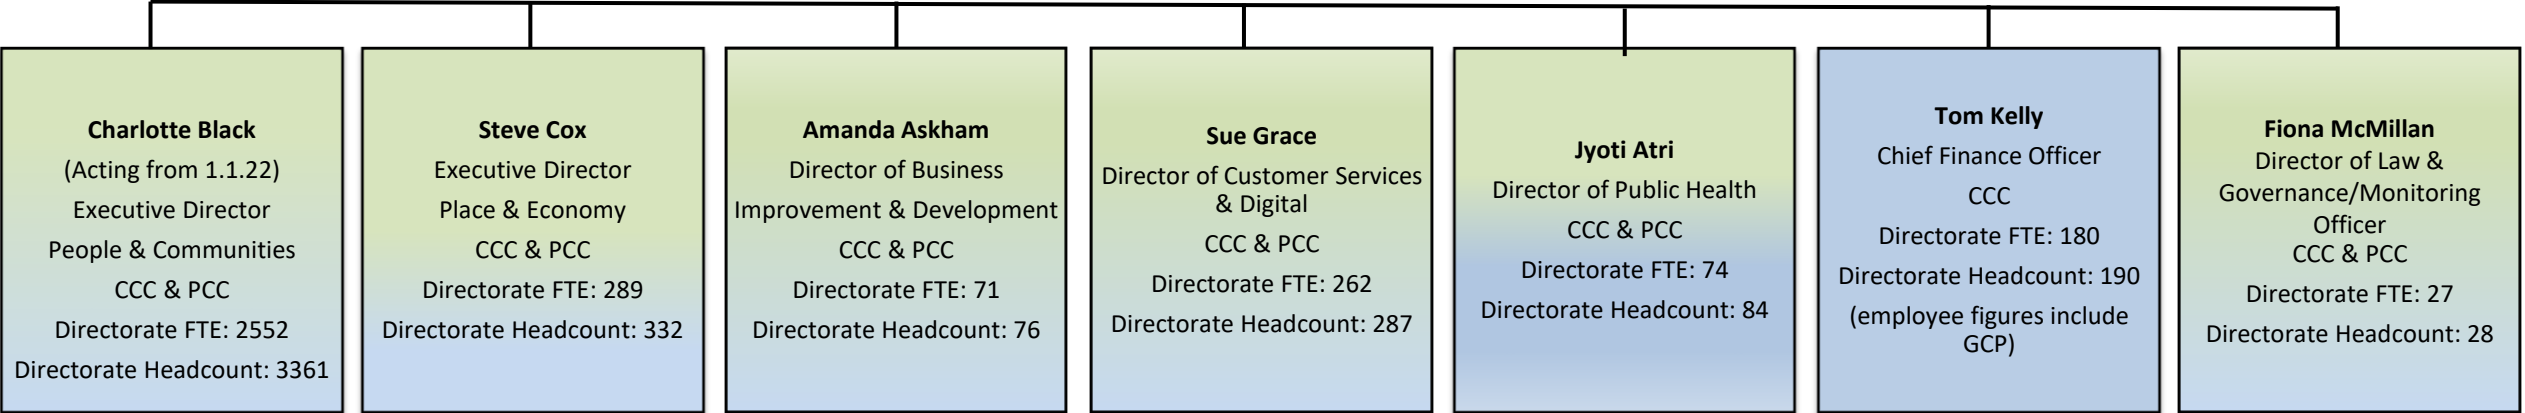 Charlotte Black
(Acting from 1.1.22)
Executive Director
People & Communities
CCC & PCC
Directorate FTE: 2552
Directorate Headcount: 3361
Steve Cox
Executive Director
Place & Economy
CCC & PCC
Directorate FTE: 289
Directorate Headcount: 332
Amanda Askham
Director of Business
Improvement & Development
CCC & PCC
Directorate FTE: 71
Directorate Headcount: 76
Sue Grace
Director of Customer Services
& Digital
CCC & PCC
Directorate FTE: 262
Directorate Headcount: 287
Jyoti Atri
Director of Public Health
CCC & PCC
Directorate FTE: 74
Directorate Headcount: 84
Tom Kelly
Chief Finance Officer
CCC
Directorate FTE: 180
Directorate Headcount: 190
(employee figures include
GCP)
Fiona McMillan
Director of Law &
Governance/Monitoring
Officer
CCC & PCC
Directorate FTE: 27
Directorate Headcount: 28